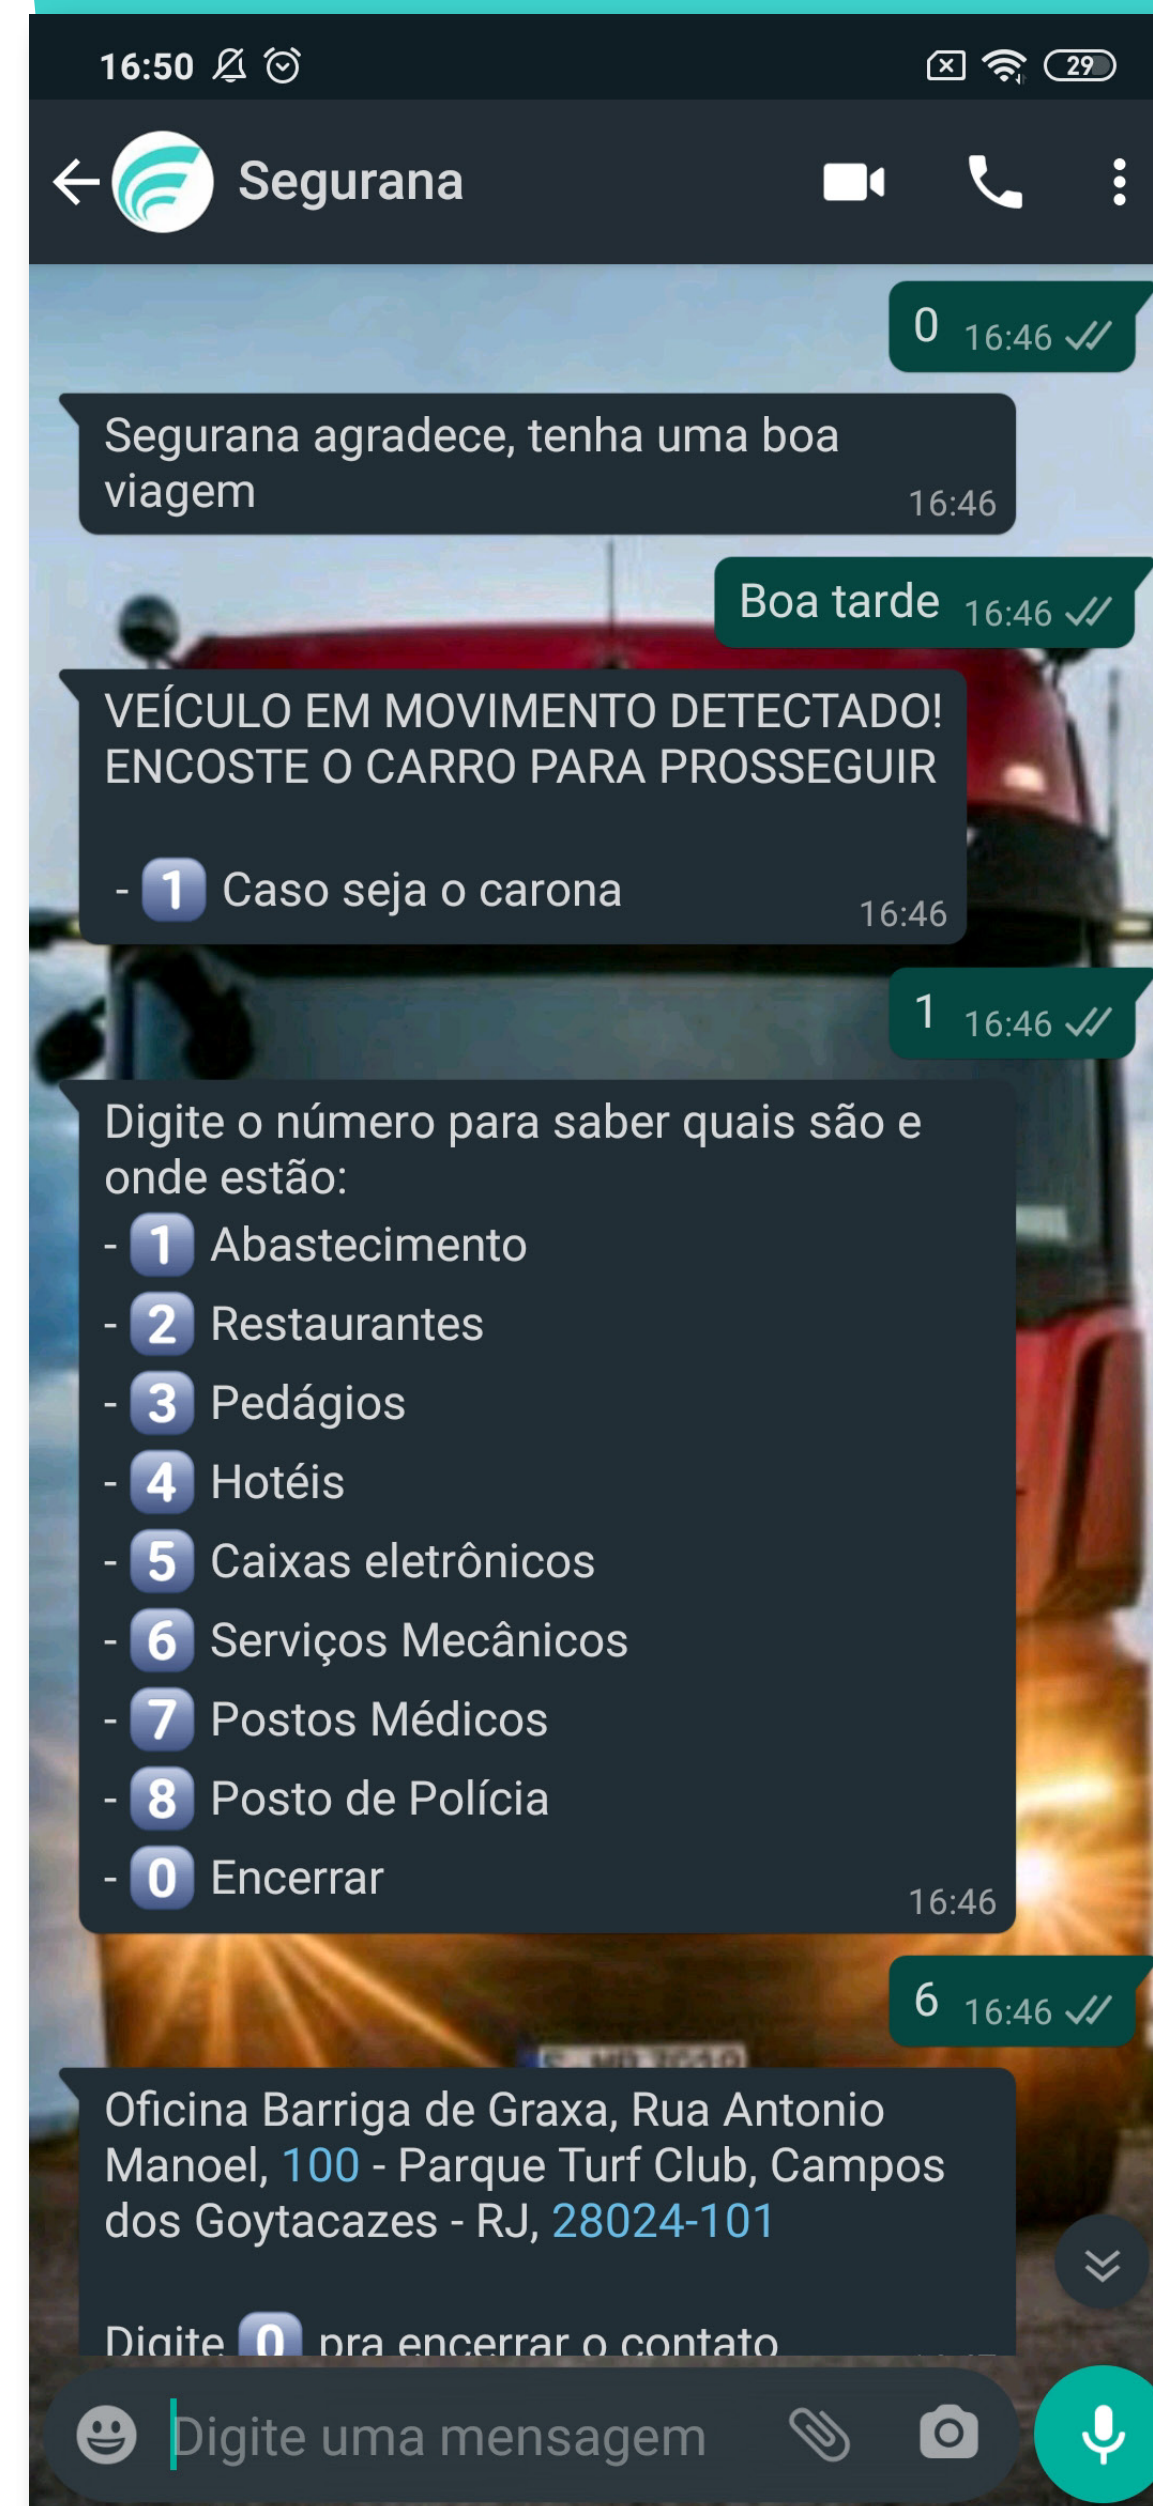 16:50
29
Segurana
0 16:46
Segurana agradece, tenha uma boa
viagem
16:46
Boa tarde 16:46
VEÍCULO EM MOVIMENTO DETECTADO!
ENCOSTE O CARRO PARA PROSSEGUIR
- 1 Caso seja o carona
16:46
1 16:46
Digite o número para saber quais são e
onde estão:
- 1 Abastecimento
- 2 Restaurantes
- 3 Pedágios
- 4 Hotéis
- 5 Caixas eletrônicos
- 6 Serviços Mecânicos
- 7 Postos Médicos
- 8 Posto de Polícia
- 0 Encerrar
16:46
6 16:46
Oficina Barriga de Graxa, Rua Antonio
Manoel, 100 - Parque Turf Club, Campos
dos Goytacazes - RJ, 28024-101
Digite 0 pra encerrar o contato
Digite uma mensagem